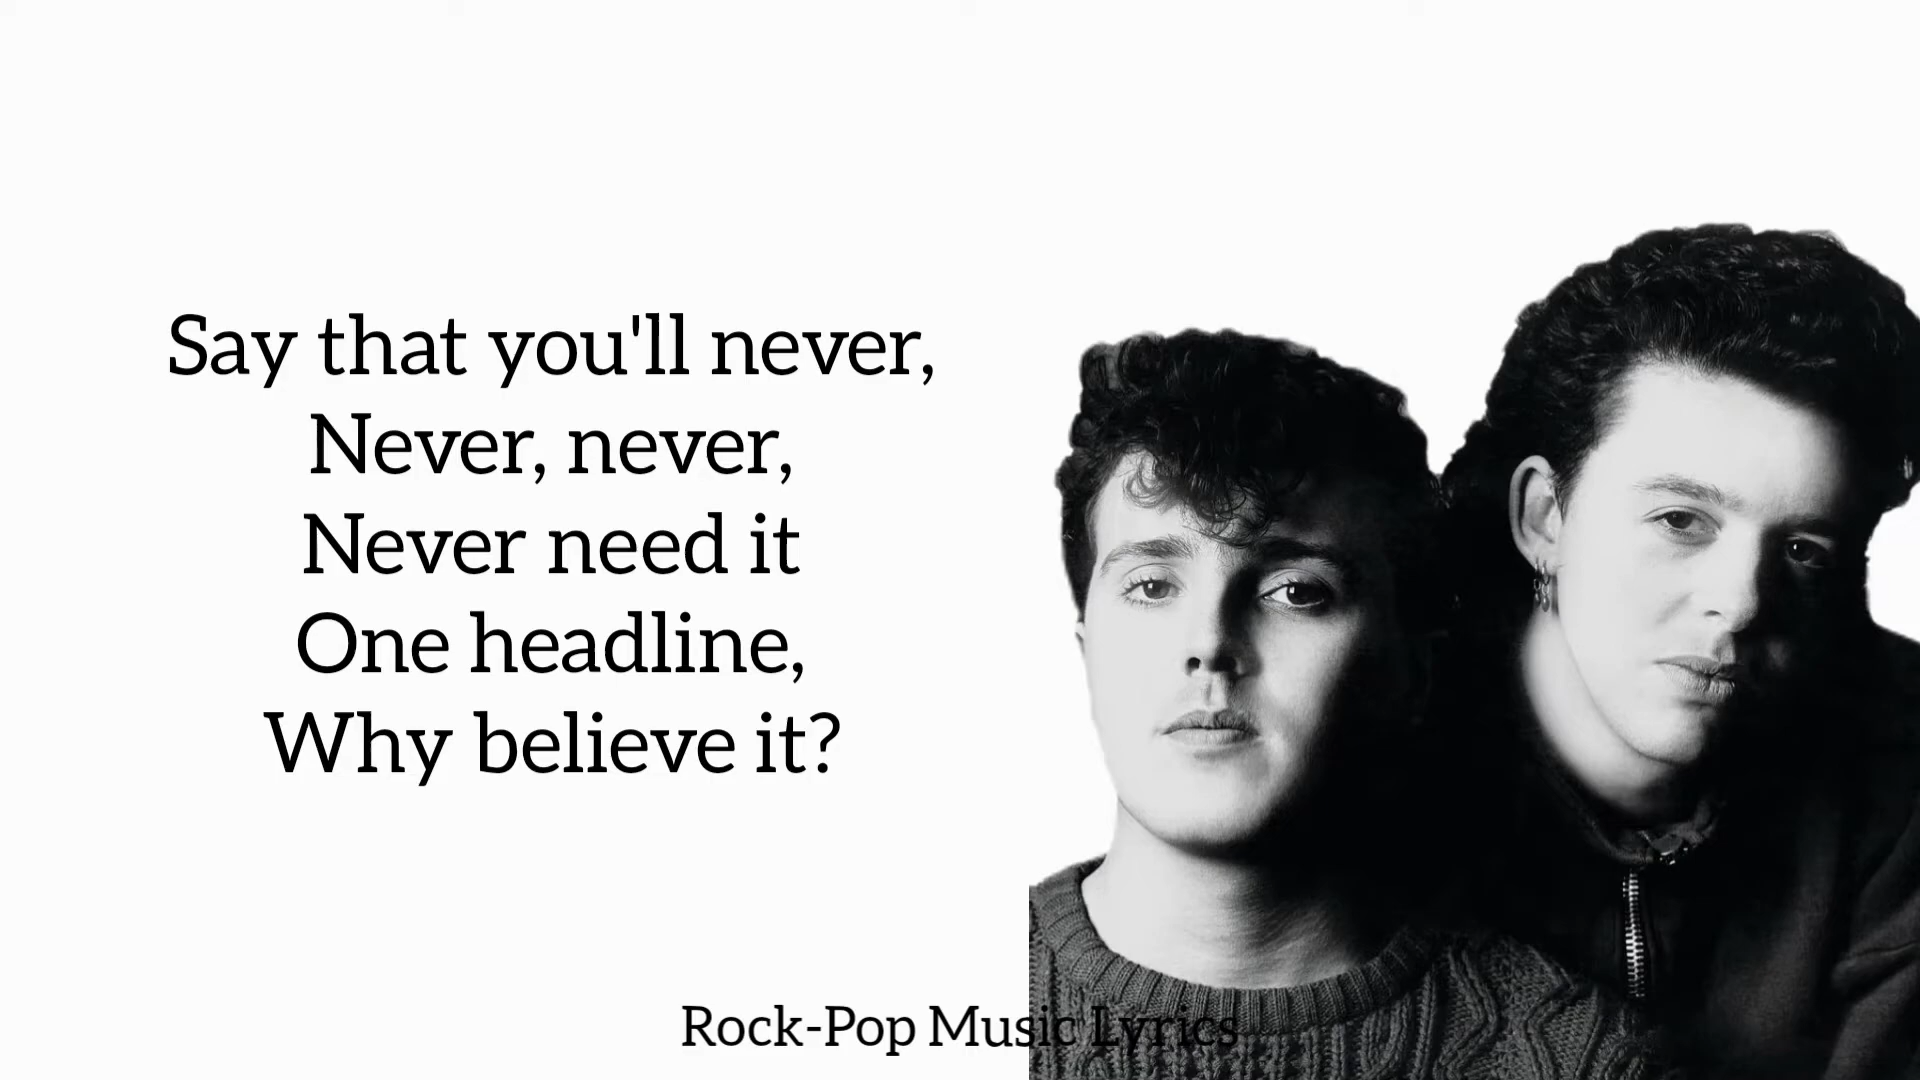 Say that you'll never,
Never, never,
Never need it
One headline,
Why believe it?
Rock-Pop Music Lyrics